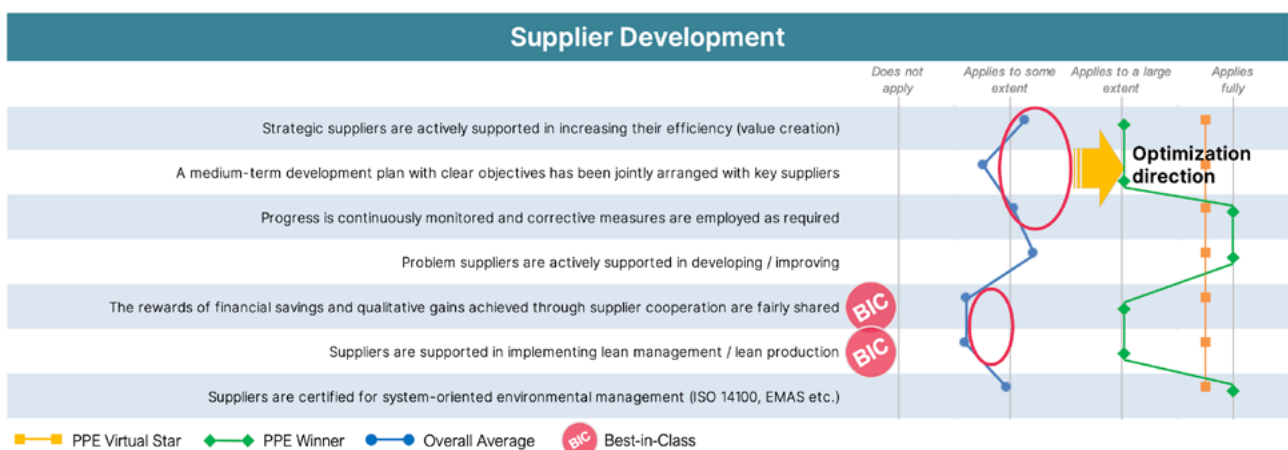 Supplier Development
Does not
apply
Applies to some
extent
Applies to a large
extent
Applies
fully
Strategic suppliers are actively supported in increasing their efficiency (value creation)
A medium-term development plan with clear objectives has been jointly arranged with key suppliers
Optimization
direction
Progress is continuously monitored and corrective measures are employed as required
Problem suppliers are actively supported in developing / improving
The rewards of financial savings and qualitative gains achieved through supplier cooperation are fairly shared
BIC
Suppliers are supported in implementing lean management / lean production
BIC
Suppliers are certified for system-oriented environmental management (ISO 14100, EMAS etc.)
PPE Virtual Star
PPE Winner
Overall Average
BIC
Best-in-Class